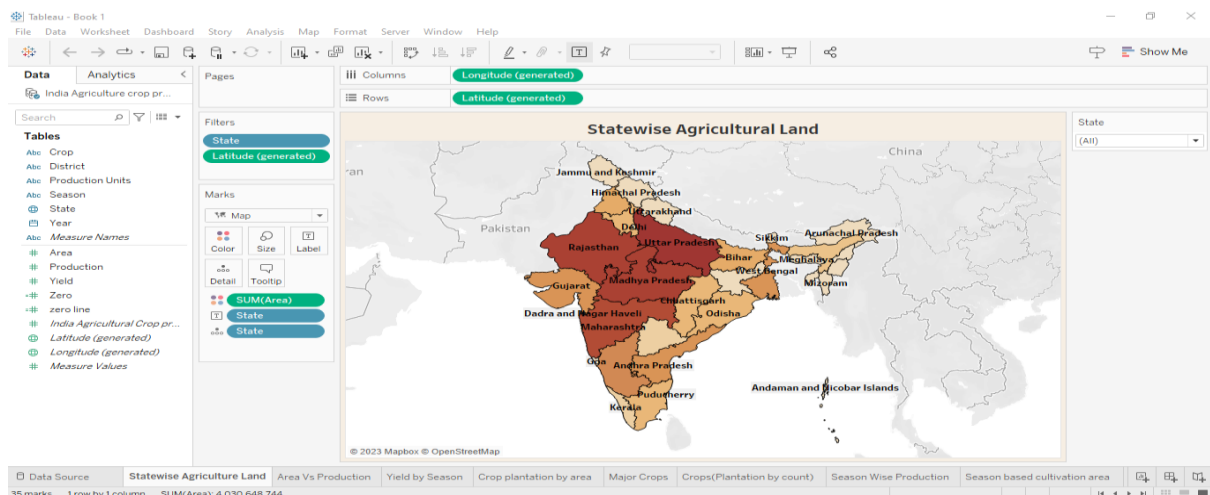 Tableau - Book 1
File Data Worksheet Dashboard Story Analysis Map Format Server Window Help
Show Me
Data Analytics
India Agriculture crop pr...
Search
Tables
Abc Crop
Abc District
Abc Production Units
Abc Season
State
Year
Abc Measure Names
# Area
# Production
# Yield
=# Zero
=# zero line
# India Agricultural Crop pr...
Latitude (generated)
Longitude (generated)
# Measure Values
Pages
Filters
State
Latitude (generated)
Marks
Map
Color Size Label
Detail Tooltip
SUM(Area)
State
State
Columns Longitude (generated)
Rows Latitude (generated)
Statewise Agricultural Land
China
Jammu and Kashmir
Himachal Pradesh
Uttarakhand
Pakistan
Delhi
Arunachal Pradesh
Sikkim
Rajasthan
Uttar Pradesh
Bihar
Meghalaya
West Bengal
Gujarat
Madhya Pradesh
Mizoram
Chhattisgarh
Dadra and Nagar Haveli
Odisha
Maharashtra
Goa
Andhra Pradesh
Andaman and Nicobar Islands
Puducherry
Kerala
© 2023 Mapbox © OpenStreetMap
State
(All)
Data Source Statewise Agriculture Land Area Vs Production Yield by Season Crop plantation by area Major Crops Crops(Plantation by count) Season Wise Production Season based cultivation area
35 marks 1 row by 1 column SUM(Area): 4,030,648,744